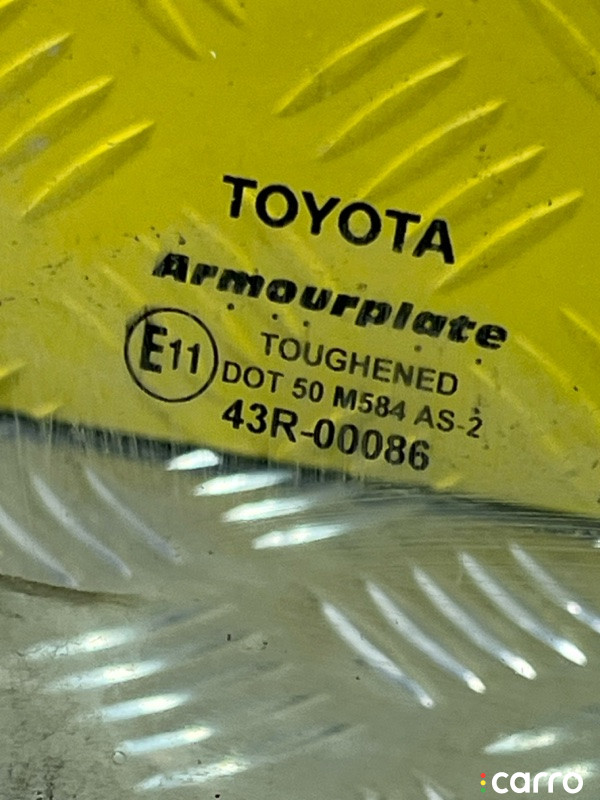 TOYOTA
Armourplate
E11
TOUGHENED
DOT 50 M584 AS-2
43R-00086
carro